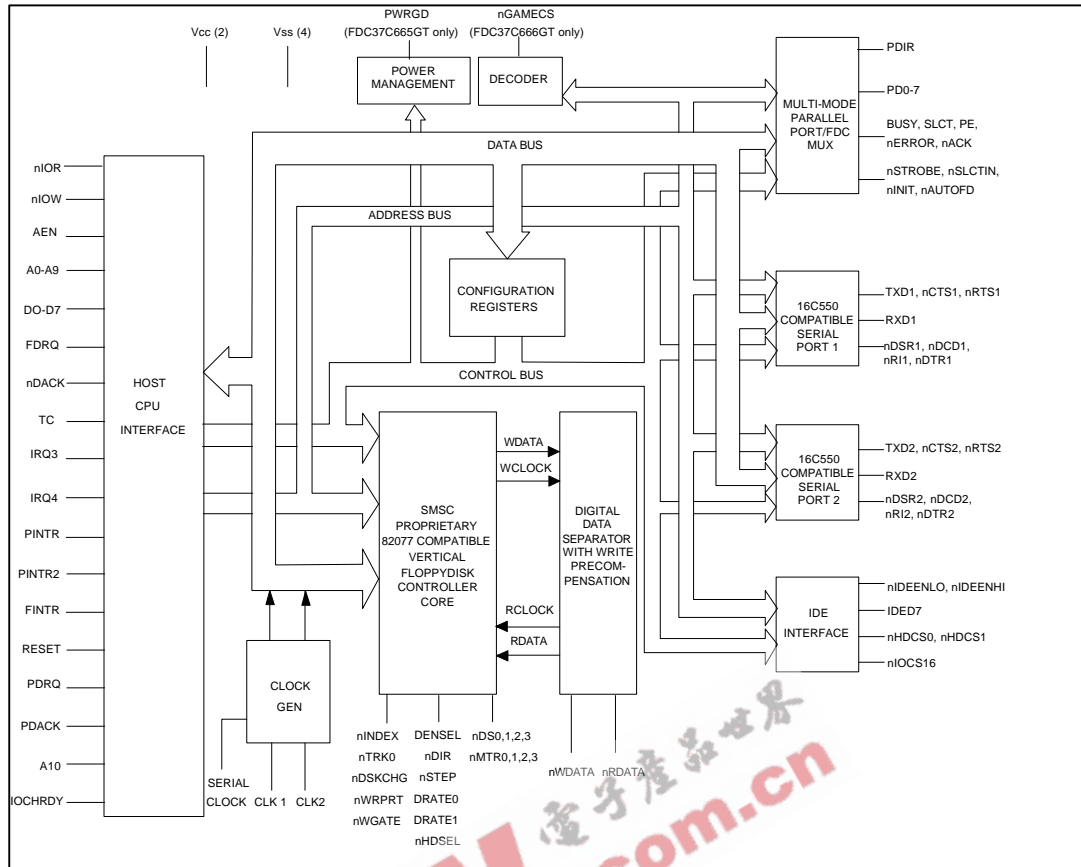 PWRGD
(FDC37C665GT only)
nGAMECS
(FDC37C666GT only)
Vcc (2)
Vss (4)
POWER
MANAGEMENT
DECODER
MULTI-MODE
PARALLEL
PORT/FDC
MUX
PDIR
PD0-7
BUSY, SLCT, PE,
nERROR, nACK
nSTROBE, nSLCTIN,
nINIT, nAUTOFD
DATA BUS
ADDRESS BUS
CONFIGURATION
REGISTERS
CONTROL BUS
nIOR
nIOW
AEN
A0-A9
DO-D7
FDRQ
nDACK
TC
IRQ3
IRQ4
PINTR
PINTR2
FINTR
RESET
PDRQ
PDACK
A10
IOCHRDY
HOST
CPU
INTERFACE
16C550
COMPATIBLE
SERIAL
PORT 1
TXD1, nCTS1, nRTS1
RXD1
nDSR1, nDCD1,
nRI1, nDTR1
16C550
COMPATIBLE
SERIAL
PORT 2
TXD2, nCTS2, nRTS2
RXD2
nDSR2, nDCD2,
nRI2, nDTR2
SMSC
PROPRIETARY
82077 COMPATIBLE
VERTICAL
FLOPPYDISK
CONTROLLER
CORE
WDATA
WCLOCK
RCLOCK
RDATA
DIGITAL
DATA
SEPARATOR
WITH WRITE
PRECOM-
PENSATION
IDE
INTERFACE
nIDEENLO, nIDEENHI
IDED7
nHDCS0, nHDCS1
nIOCS16
CLOCK
GEN
SERIAL
CLOCK
CLK 1
CLK2
nINDEX
nTRK0
nDSKCHG
nWRPRT
nWGATE
DENSEL
nDIR
nSTEP
DRATE0
DRATE1
nHDSEL
nDS0,1,2,3
nMTR0,1,2,3
nWDATA
nRDATA
電子產品世界
.com.cn